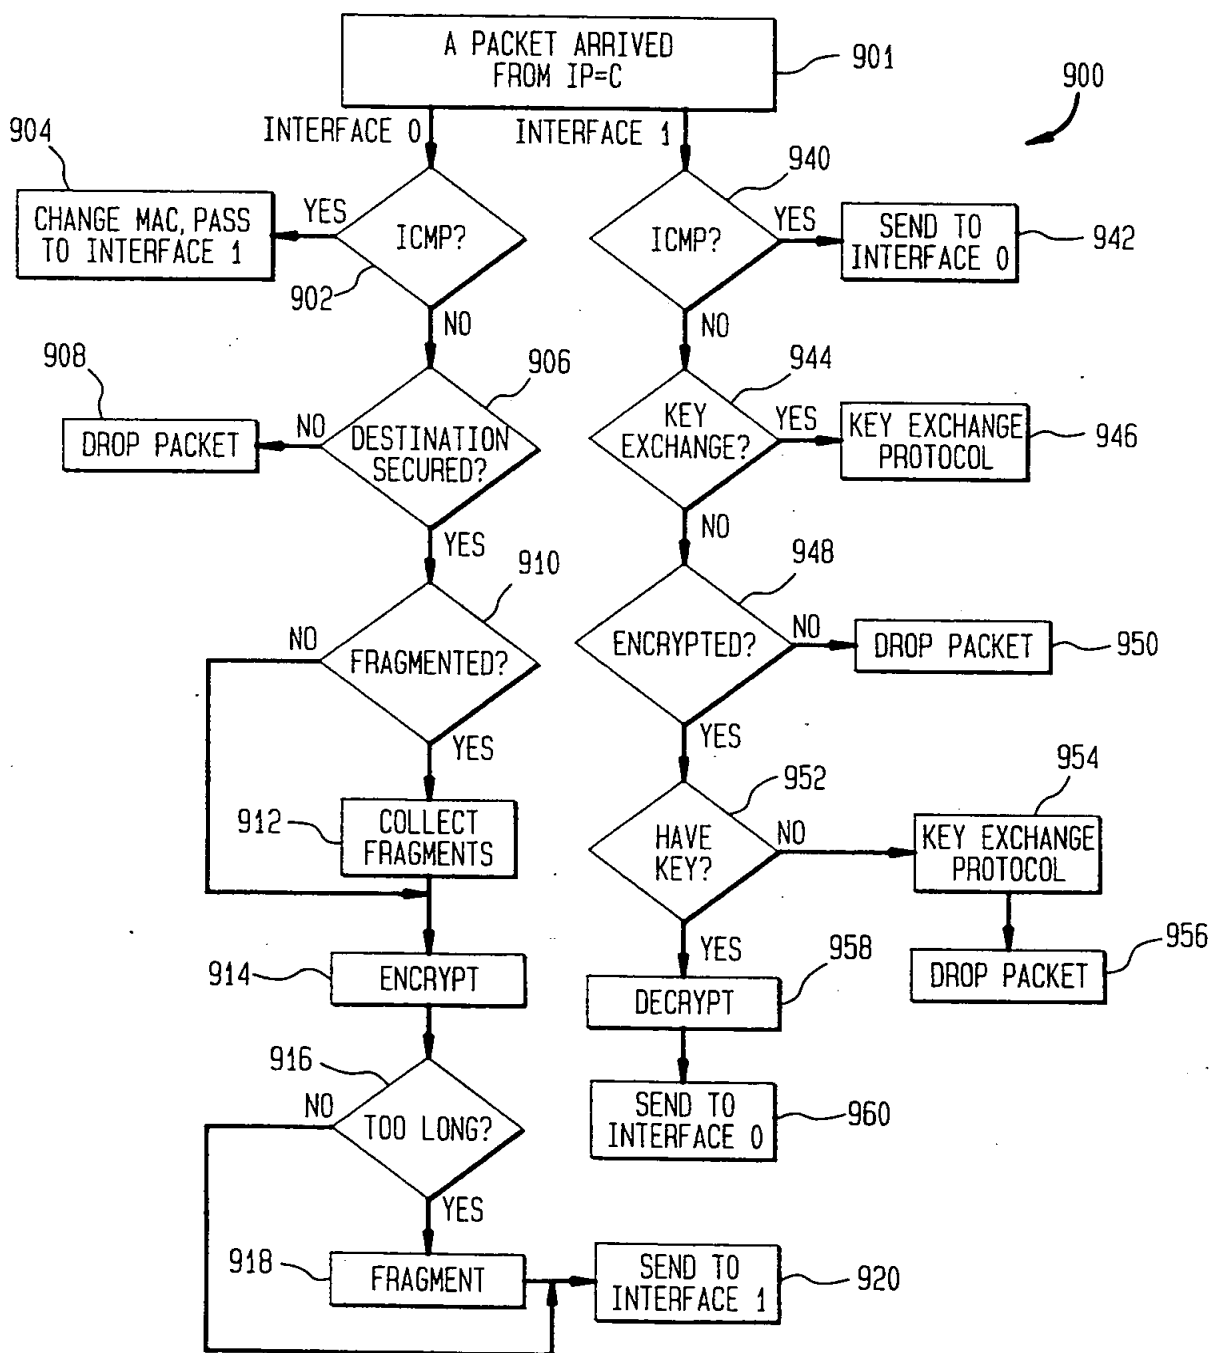 A PACKET ARRIVED
FROM IP=C
901
900
INTERFACE 0
INTERFACE 1
904
940
CHANGE MAC, PASS
TO INTERFACE 1
YES
ICMP?
902
ICMP?
YES
SEND TO
INTERFACE 0
942
NO
NO
908
906
944
DROP PACKET
NO
DESTINATION
SECURED?
KEY
EXCHANGE?
YES
KEY EXCHANGE
PROTOCOL
946
YES
NO
910
948
NO
FRAGMENTED?
ENCRYPTED?
NO
DROP PACKET
950
YES
YES
952
954
912
COLLECT
FRAGMENTS
HAVE
KEY?
NO
KEY EXCHANGE
PROTOCOL
YES
956
914
ENCRYPT
958
DECRYPT
DROP PACKET
916
NO
TOO LONG?
SEND TO
INTERFACE 0
960
YES
918
FRAGMENT
SEND TO
INTERFACE 1
920